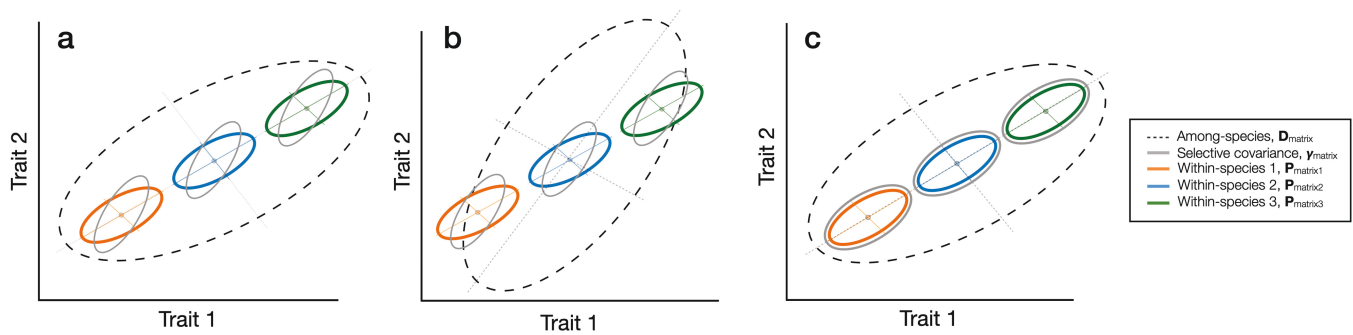 a
b
c
Trait 2
Trait 2
Trait 2
Trait 1
Trait 1
Trait 1
Among-species, Dmatrix
Selective covariance, γmatrix
Within-species 1, Pmatrix1
Within-species 2, Pmatrix2
Within-species 3, Pmatrix3